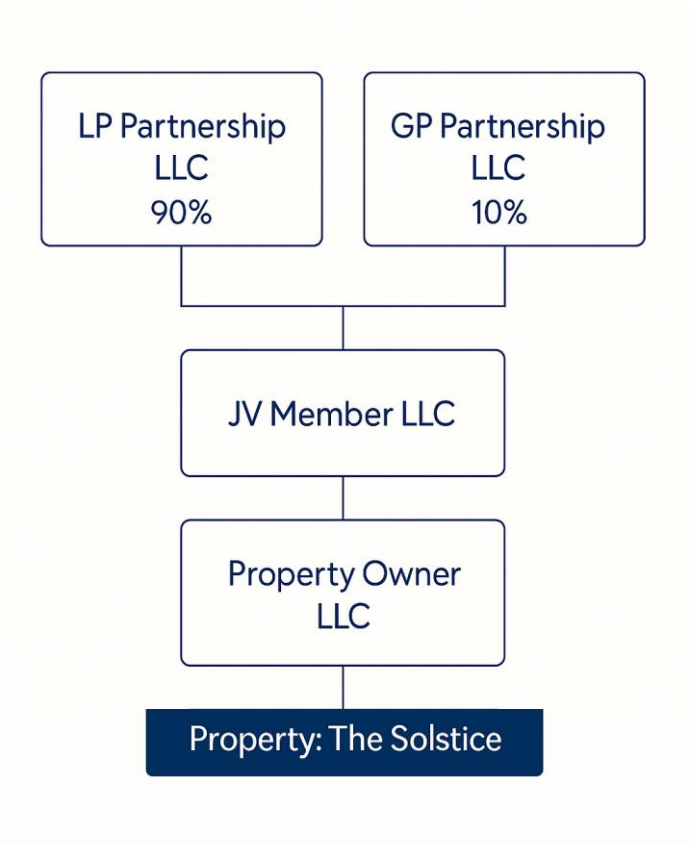 LP Partnership
LLC
90%
GP Partnership
LLC
10%
JV Member LLC
Property Owner
LLC
Property: The Solstice